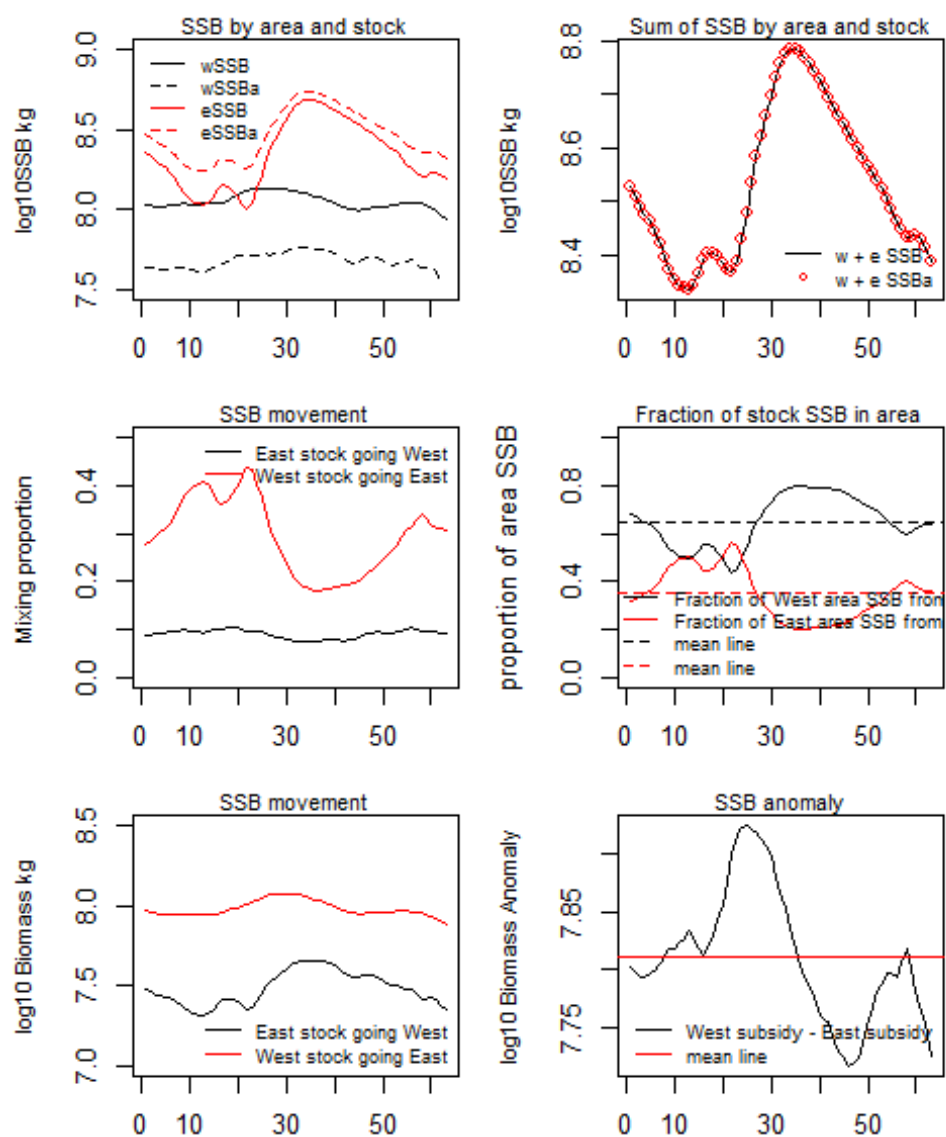 SSB by area and stock
log10SSB kg
9.0
8.5
8.0
7.5
wSSB
wSSBa
eSSB
eSSBa
0 10 30 50
Sum of SSB by area and stock
log10SSB kg
8.8
8.6
8.4
w + e SSB
w + e SSBa
0 10 30 50
SSB movement
Mixing proportion
0.4
0.2
0.0
East stock going West
West stock going East
0 10 30 50
Fraction of stock SSB in area
proportion of area SSB
0.8
0.4
0.0
Fraction of West area SSB from
Fraction of East area SSB from
mean line
mean line
0 10 30 50
SSB movement
log10 Biomass kg
8.5
8.0
7.5
7.0
East stock going West
West stock going East
0 10 30 50
SSB anomaly
log10 Biomass Anomaly
7.85
7.75
West subsidy - East subsidy
mean line
0 10 30 50